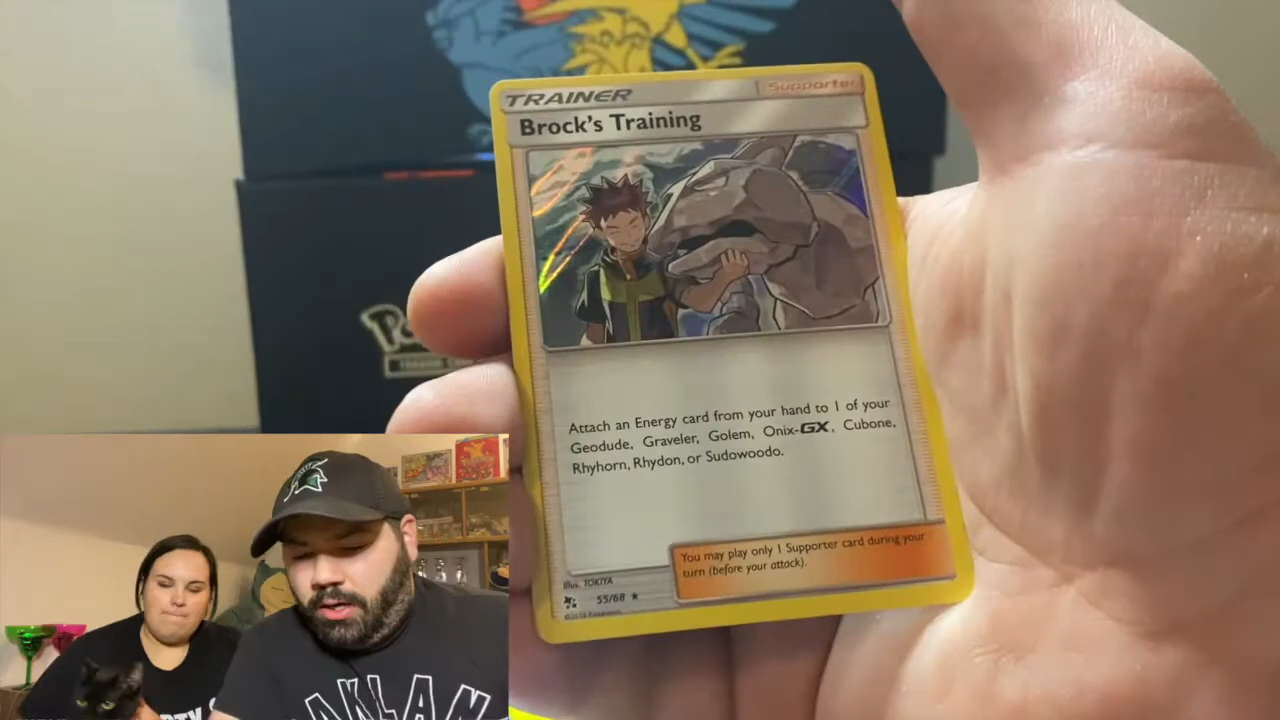 TRAINER
Supporter
Brock's Training
Attach an Energy card from your hand to 1 of your
Geodude, Graveler, Golem, Onix-GX, Cubone,
Rhyhorn, Rhydon, or Sudowoodo.
You may play only 1 Supporter card during your
turn (before your attack).
Illus. TOKIYA
55/68